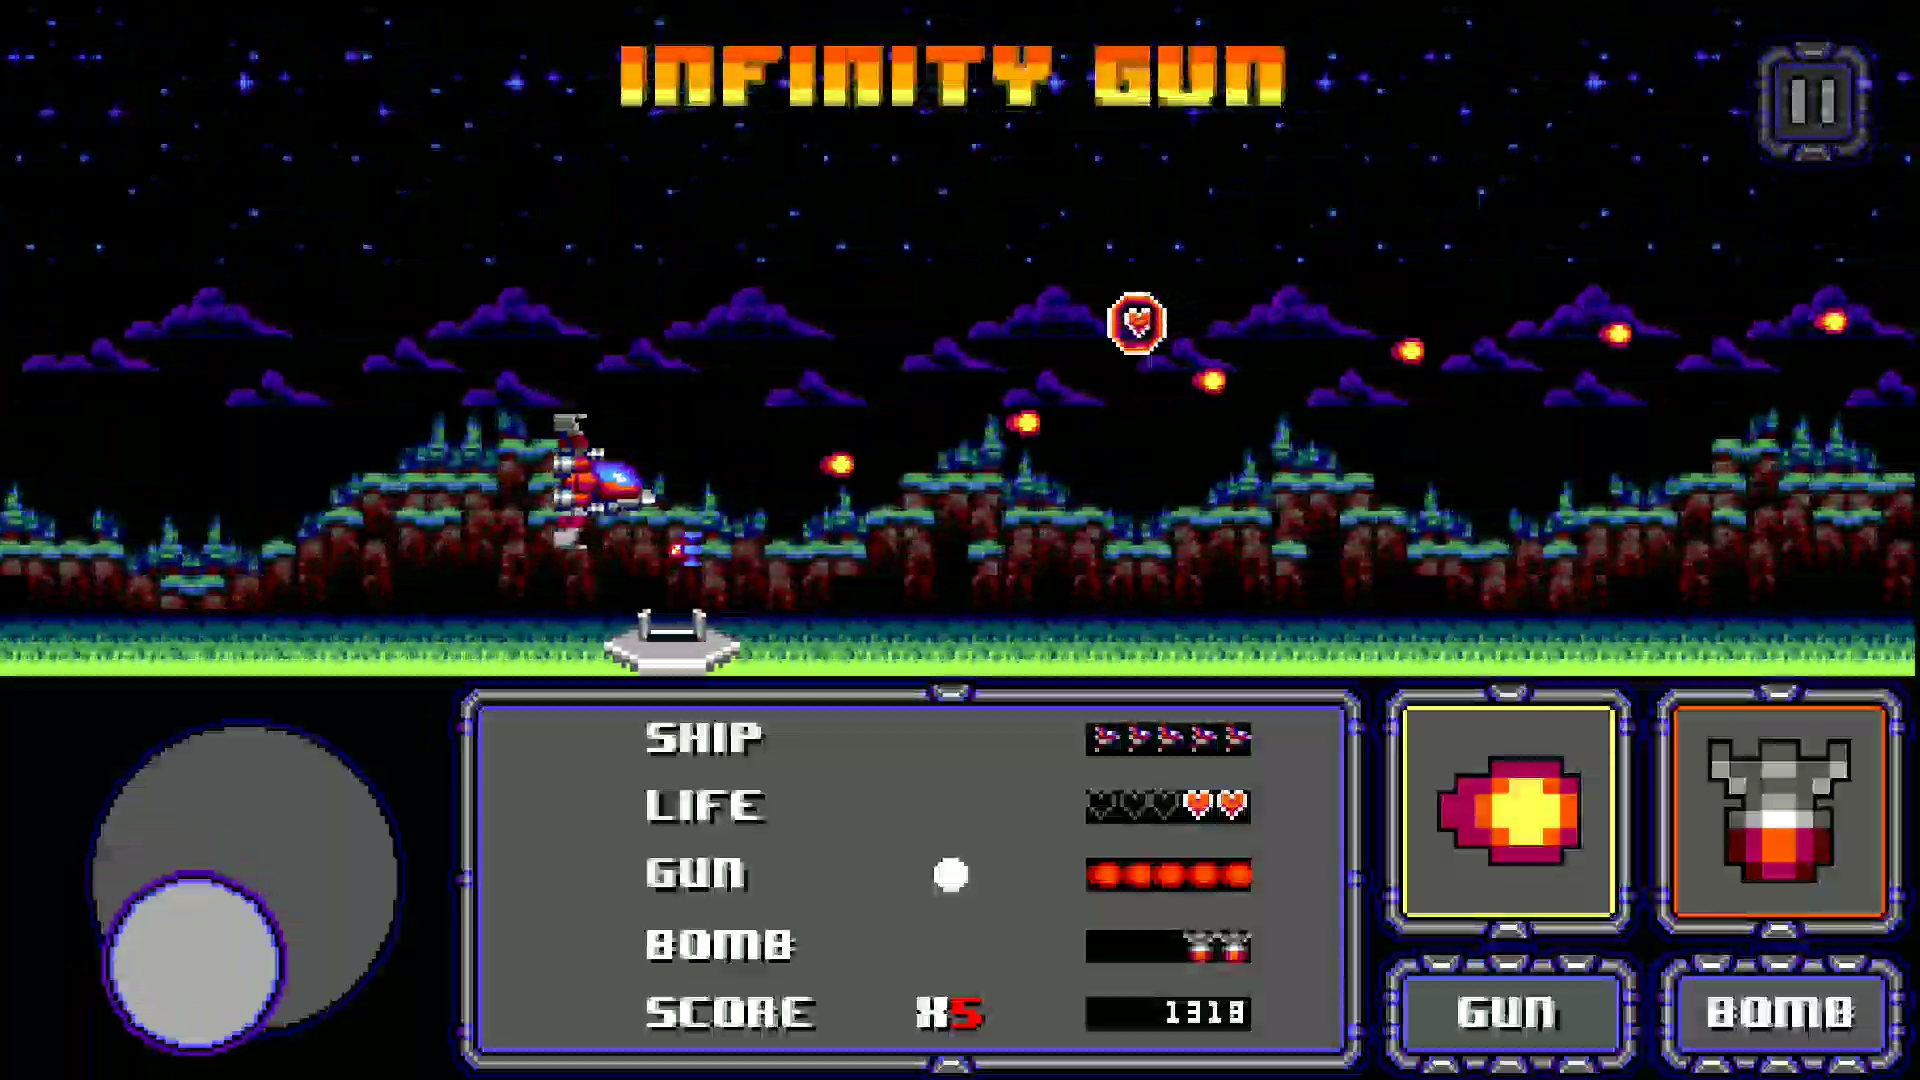 INFINITY GUN
SHIP
LIFE
GUN
BOMB
SCORE X5 1318
GUN
BOMB